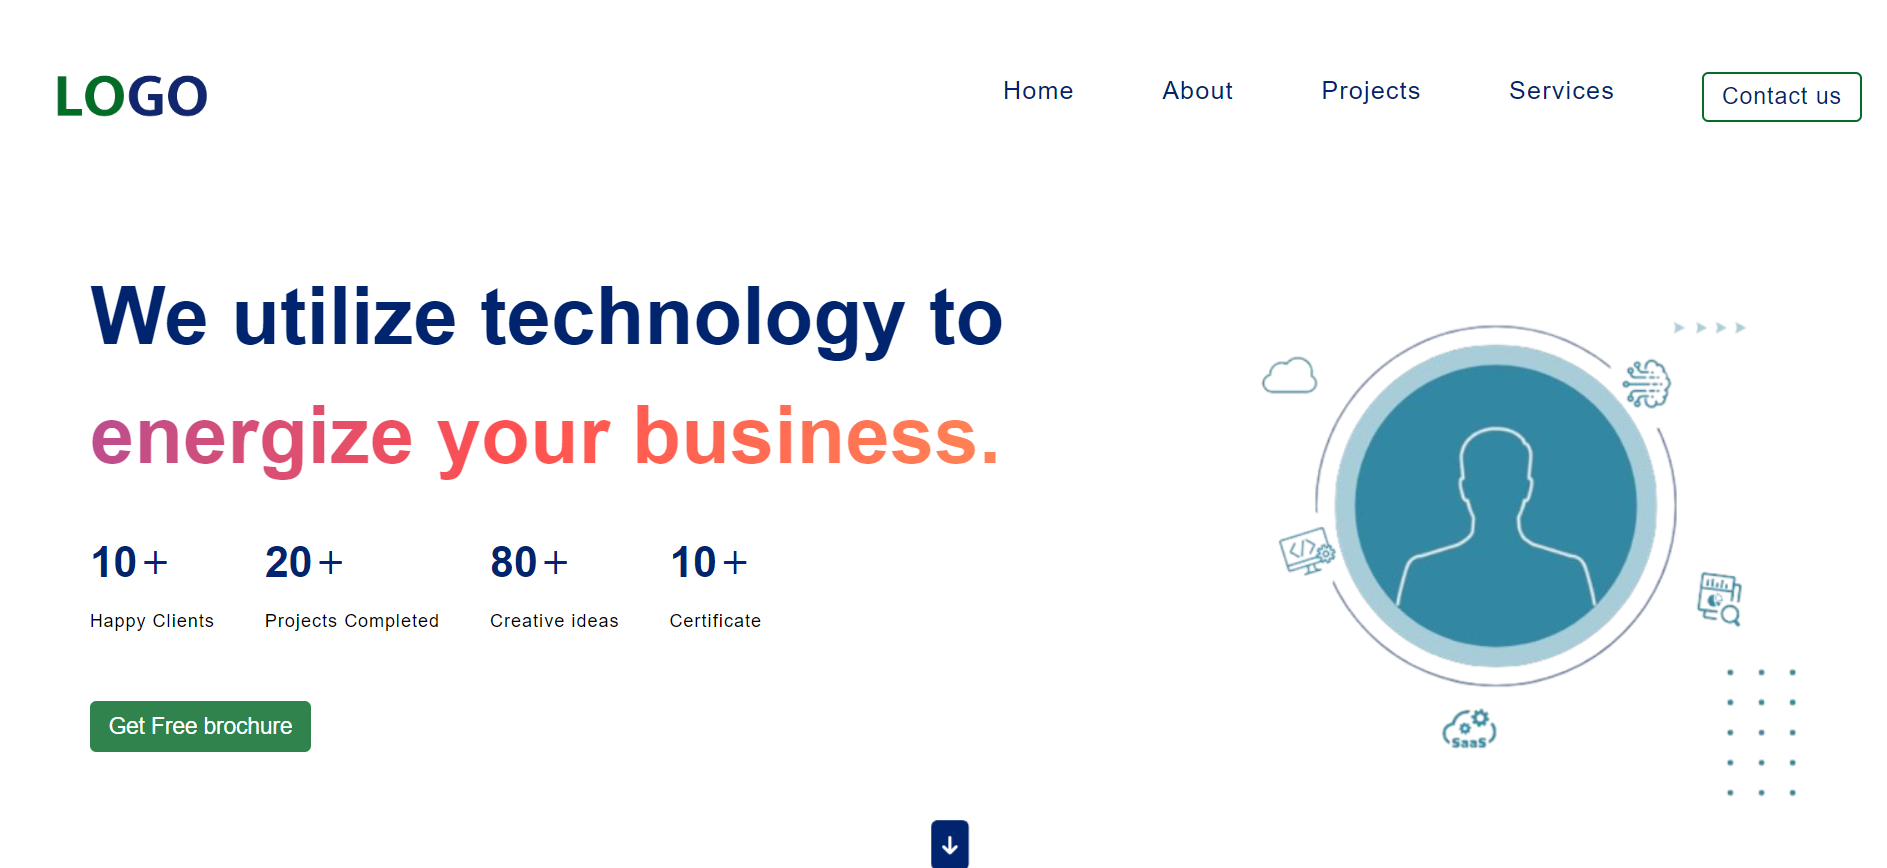 LOGO
Home About Projects Services Contact us
We utilize technology to
energize your business.
10+ 20+ 80+ 10+
Happy Clients Projects Completed Creative ideas Certificate
</>
SaaS
Get Free brochure